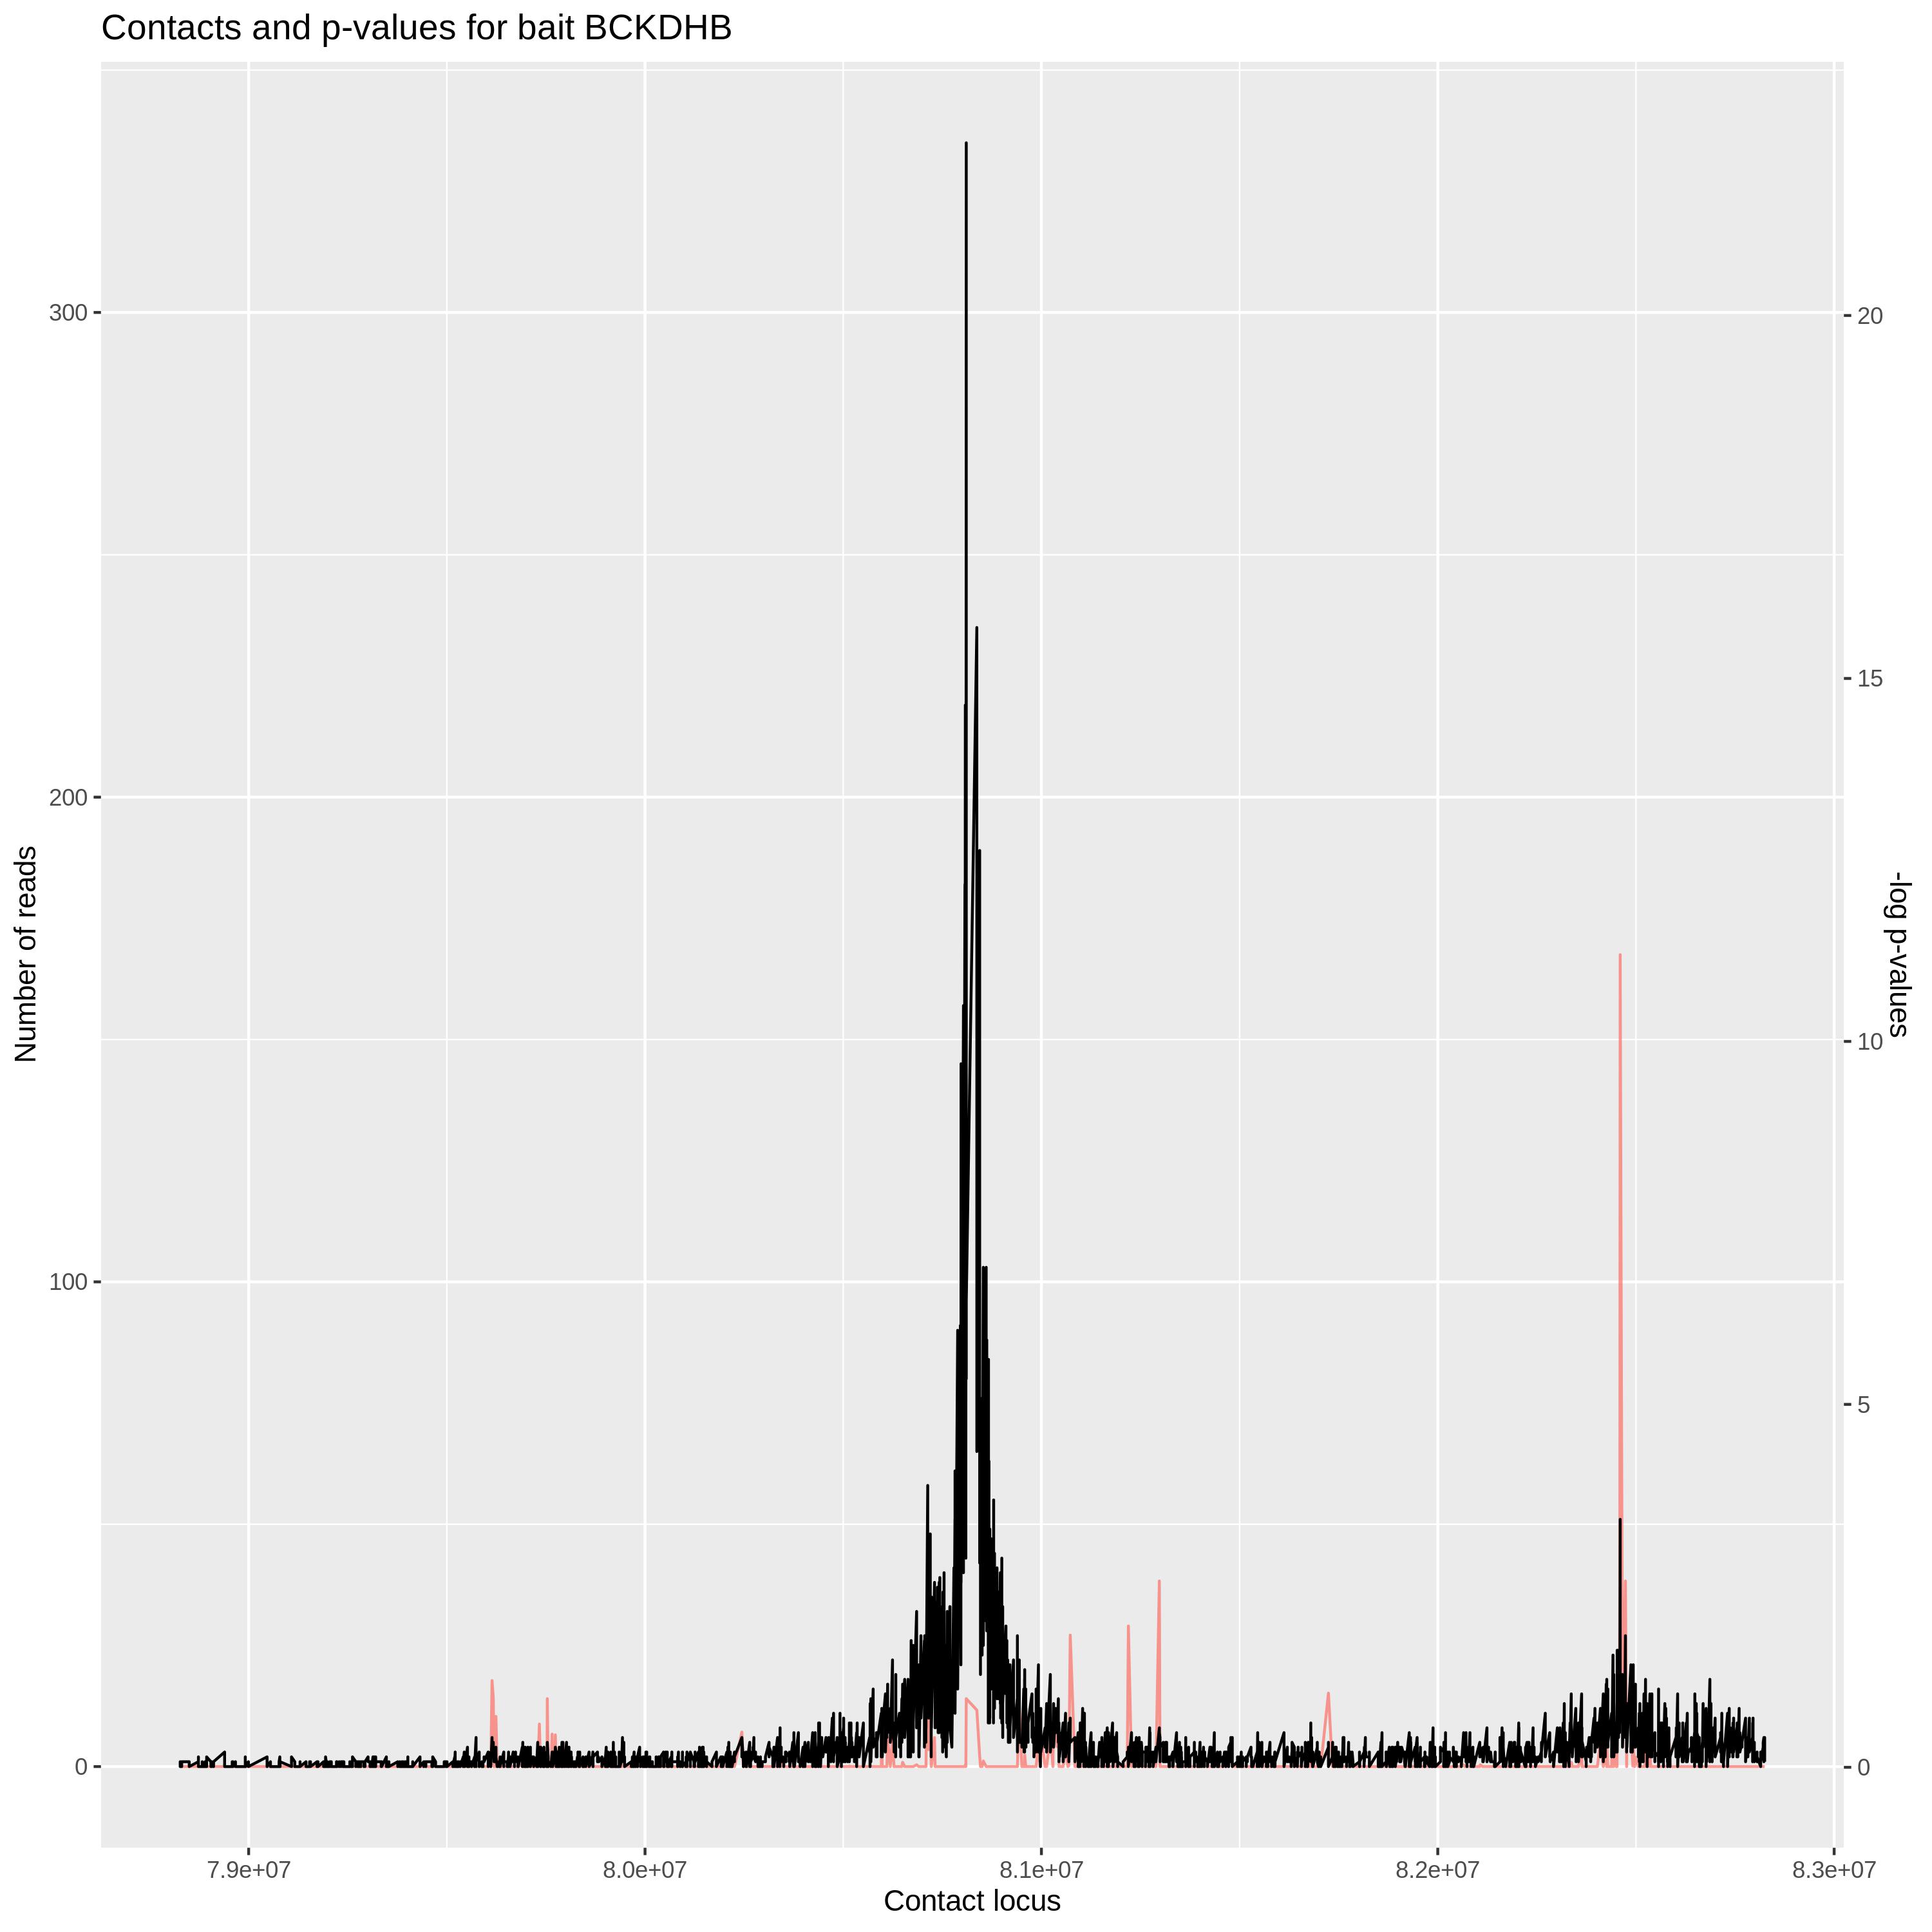 Contacts and p-values for bait BCKDHB
Number of reads
300
200
100
0
20
15
10
5
0
-log p-values
7.9e+07 8.0e+07 8.1e+07 8.2e+07 8.3e+07
Contact locus